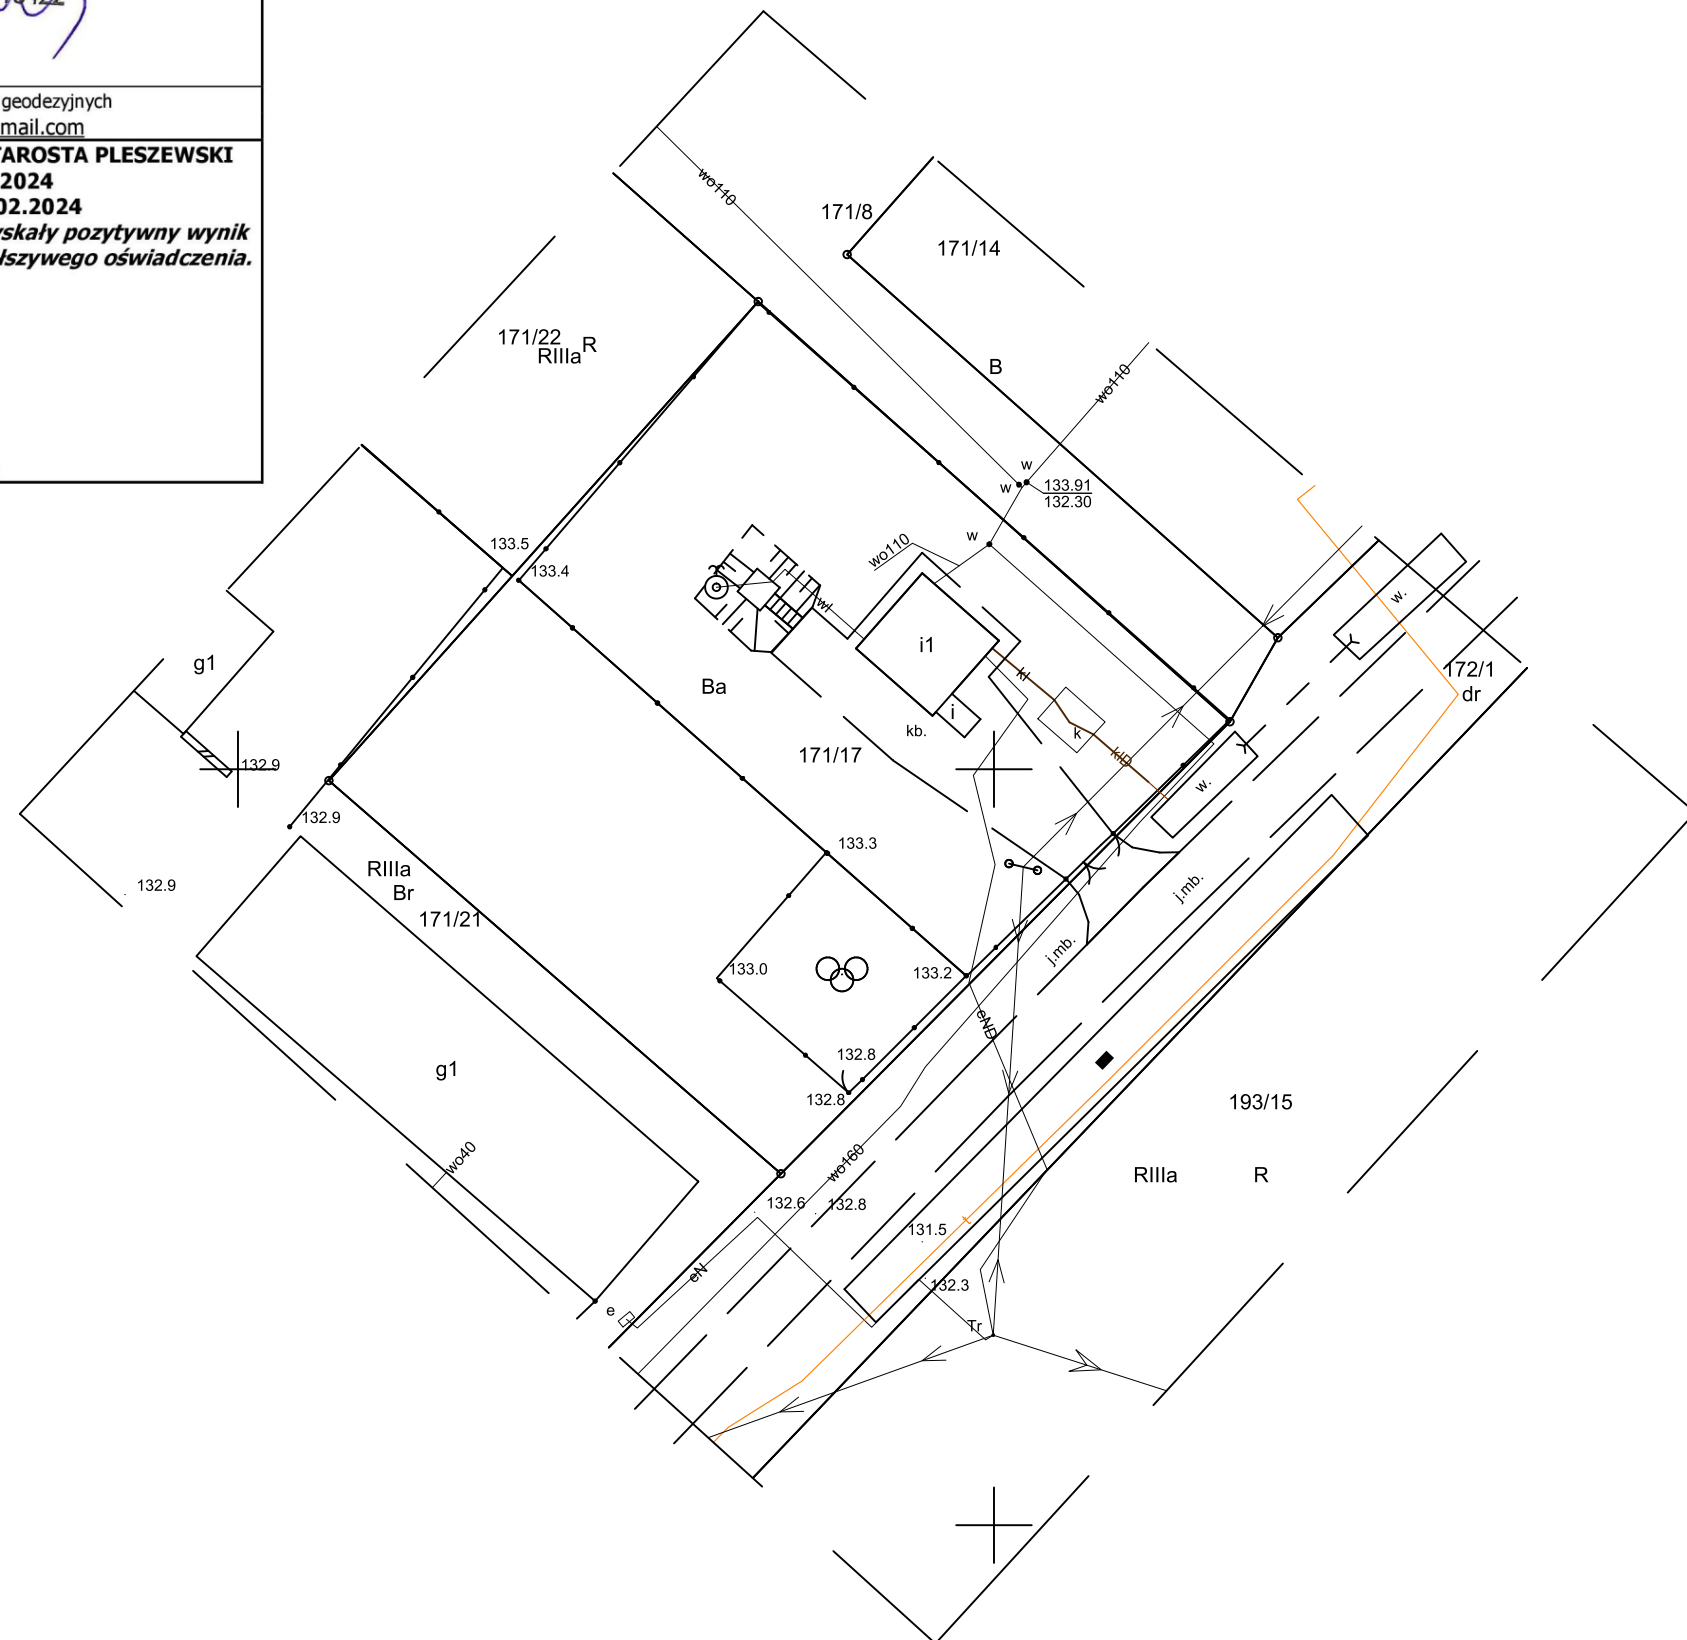 geodezyjnych
mail.com
TAROSTA PLESZEWSKI
2024
02.2024
yskały pozytywny wynik
łszywego oświadczenia.
wo110
171/8
171/14
171/22
RIIIa
R
B
wo110
w
w
133.91
132.30
w
wo110
133.5
133.4
wl
w.
i1
172/1
dr
g1
Ba
kl
i
kb.
k
171/17
klD
w.
132.9
132.9
133.3
RIIIa
132.9
Br
171/21
j.mb.
j.mb.
133.0
133.2
eND
132.8
g1
132.8
193/15
wo40
wo160
RIIIa
R
132.6
132.8
131.5
t
eN
132.3
e
Tr